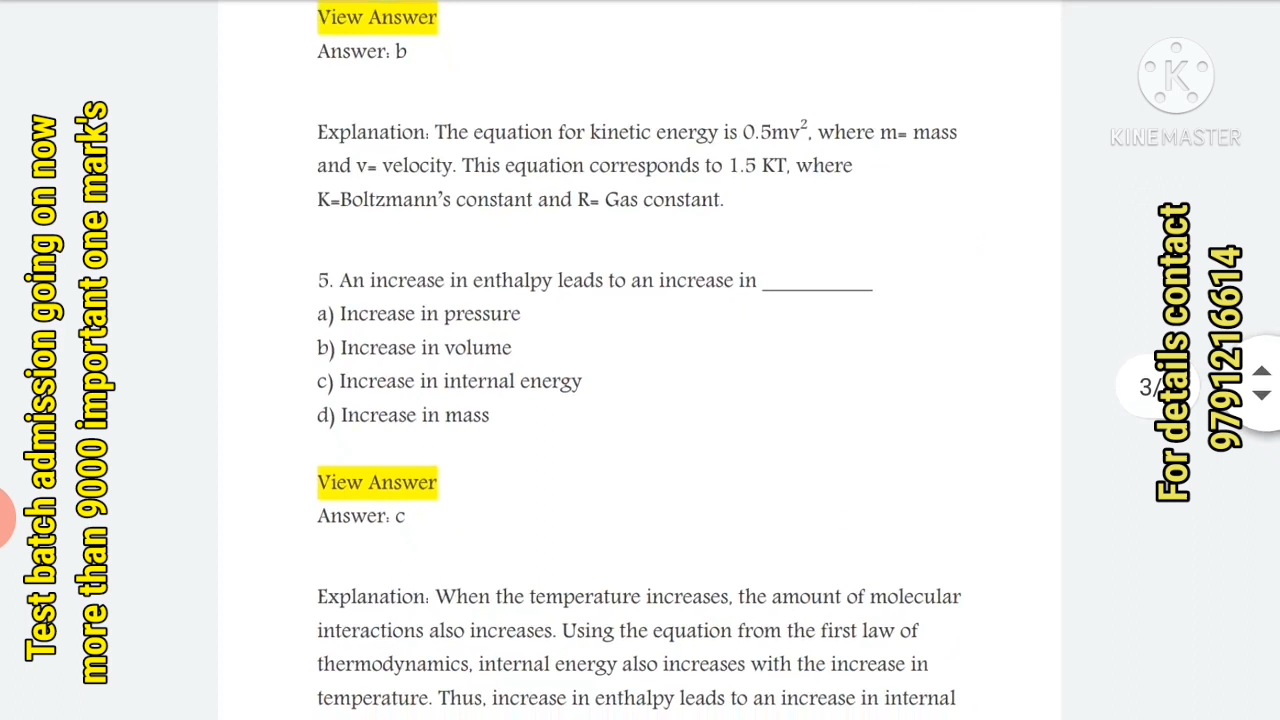 View Answer
Answer: b
Explanation: The equation for kinetic energy is 0.5mv², where m= mass
and v= velocity. This equation corresponds to 1.5 KT, where
K=Boltzmann's constant and R= Gas constant.
5. An increase in enthalpy leads to an increase in __________
a) Increase in pressure
b) Increase in volume
c) Increase in internal energy
d) Increase in mass
View Answer
Answer: c
Explanation: When the temperature increases, the amount of molecular
interactions also increases. Using the equation from the first law of
thermodynamics, internal energy also increases with the increase in
temperature. Thus, increase in enthalpy leads to an increase in internal
Test batch admission going on now
more than 9000 important one mark's
K
KINEMASTER
3/
For details contact
9791216614